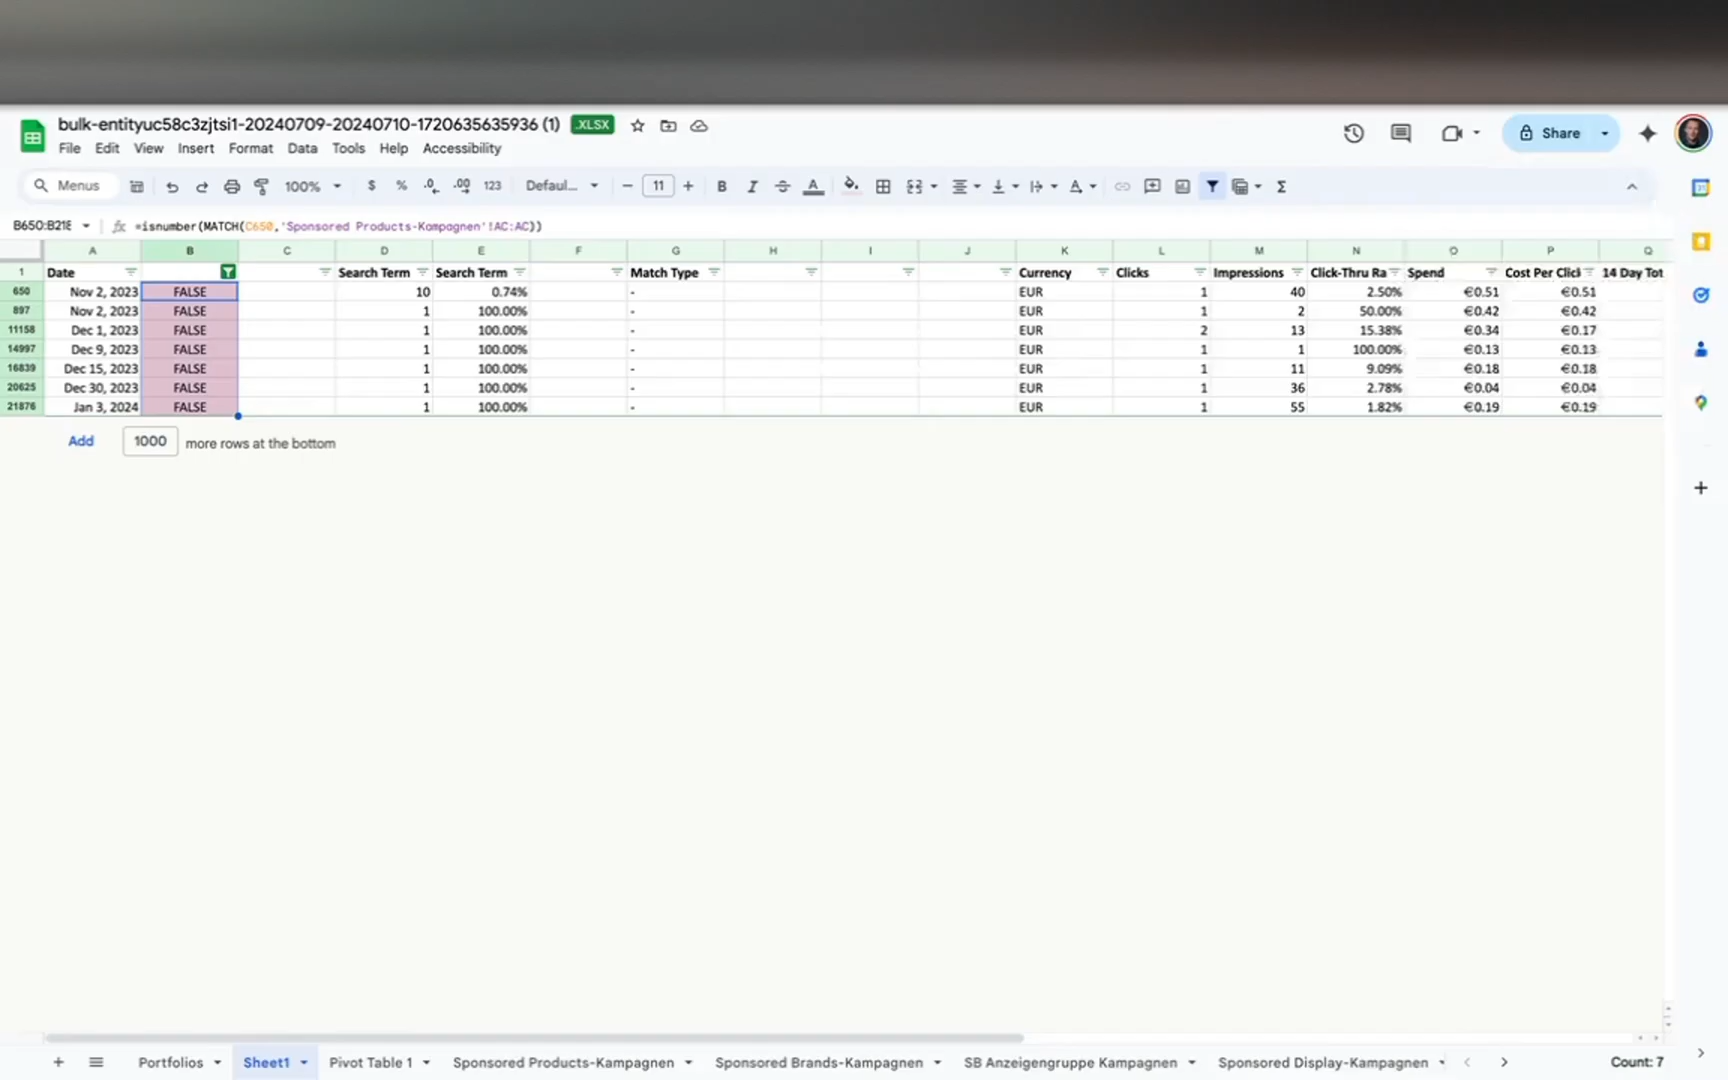 bulk-entityuc58c3zjtsi1-20240709-20240710-1720635635936 (1) .XLSX
Share
File Edit View Insert Format Data Tools Help Accessibility
Menus 100% $ % .0 .00 123 Defaul... − 11 + B I A Σ
B650:B218 fx =isnumber(MATCH(C650,'Sponsored Products-Kampagnen'!AC:AC))
A B C D E F G H I J K L M N O P Q
1 Date Search Term Search Term Match Type Currency Clicks Impressions Click-Thru Ra Spend Cost Per Clicl 14 Day Tot
650 Nov 2, 2023 FALSE 10 0.74% - EUR 1 40 2.50% €0.51 €0.51
897 Nov 2, 2023 FALSE 1 100.00% - EUR 1 2 50.00% €0.42 €0.42
11158 Dec 1, 2023 FALSE 1 100.00% - EUR 2 13 15.38% €0.34 €0.17
14997 Dec 9, 2023 FALSE 1 100.00% - EUR 1 1 100.00% €0.13 €0.13
16839 Dec 15, 2023 FALSE 1 100.00% - EUR 1 11 9.09% €0.18 €0.18
20625 Dec 30, 2023 FALSE 1 100.00% - EUR 1 36 2.78% €0.04 €0.04
21876 Jan 3, 2024 FALSE 1 100.00% - EUR 1 55 1.82% €0.19 €0.19
Add 1000 more rows at the bottom
+ Portfolios Sheet1 Pivot Table 1 Sponsored Products-Kampagnen Sponsored Brands-Kampagnen SB Anzeigengruppe Kampagnen Sponsored Display-Kampagnen Count: 7